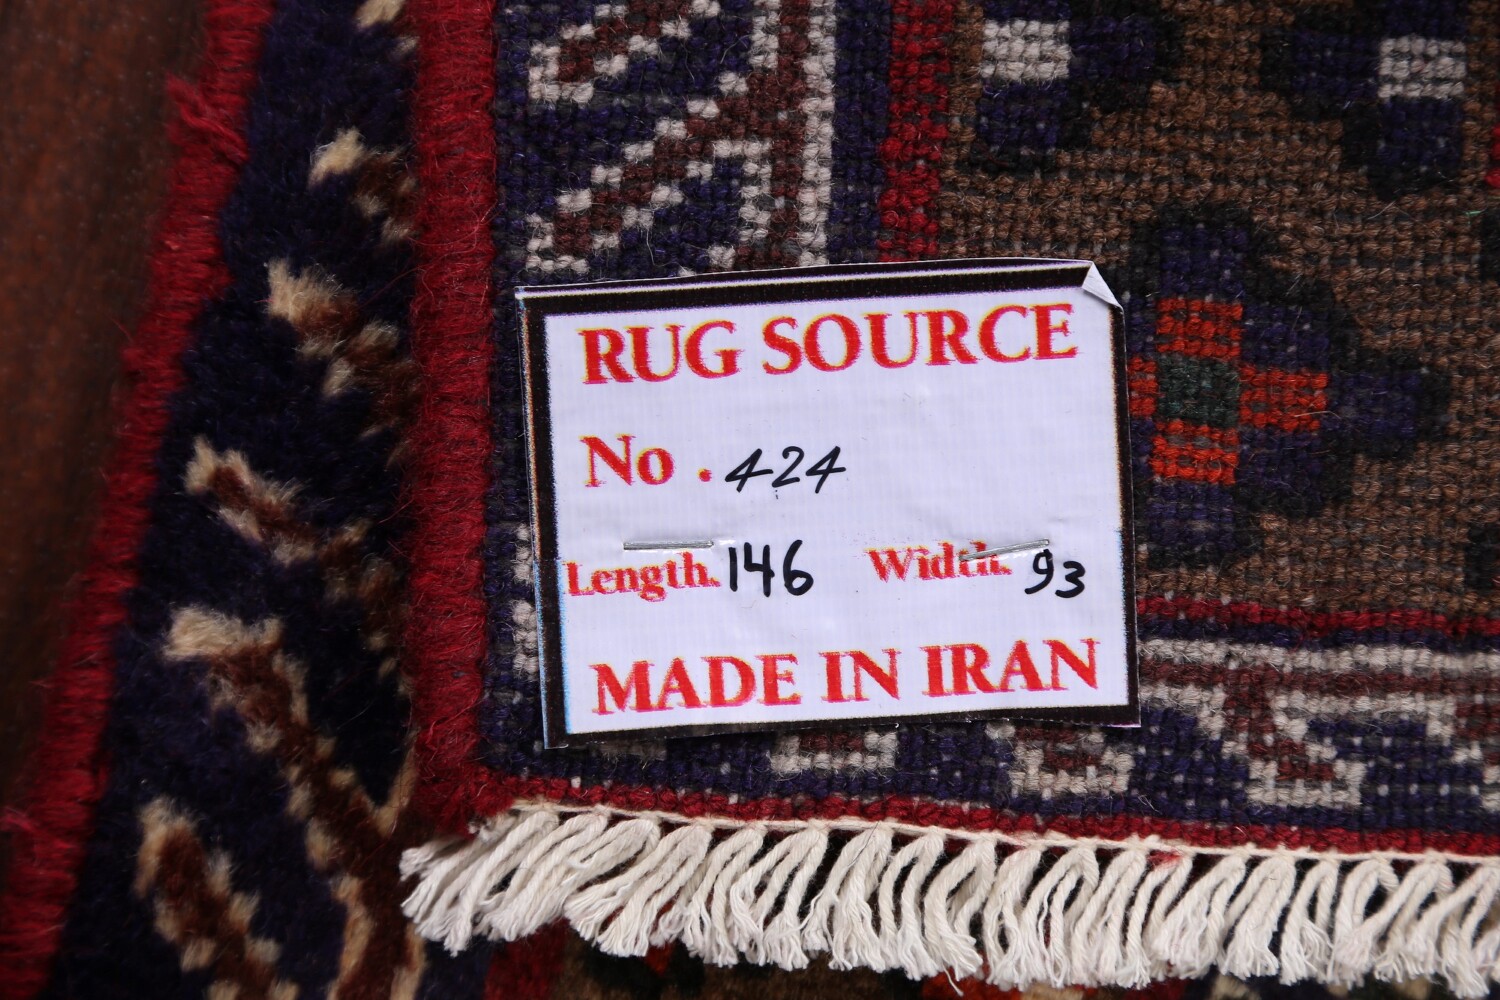 RUG SOURCE
No. 424
Length. 146 Width. 93
MADE IN IRAN